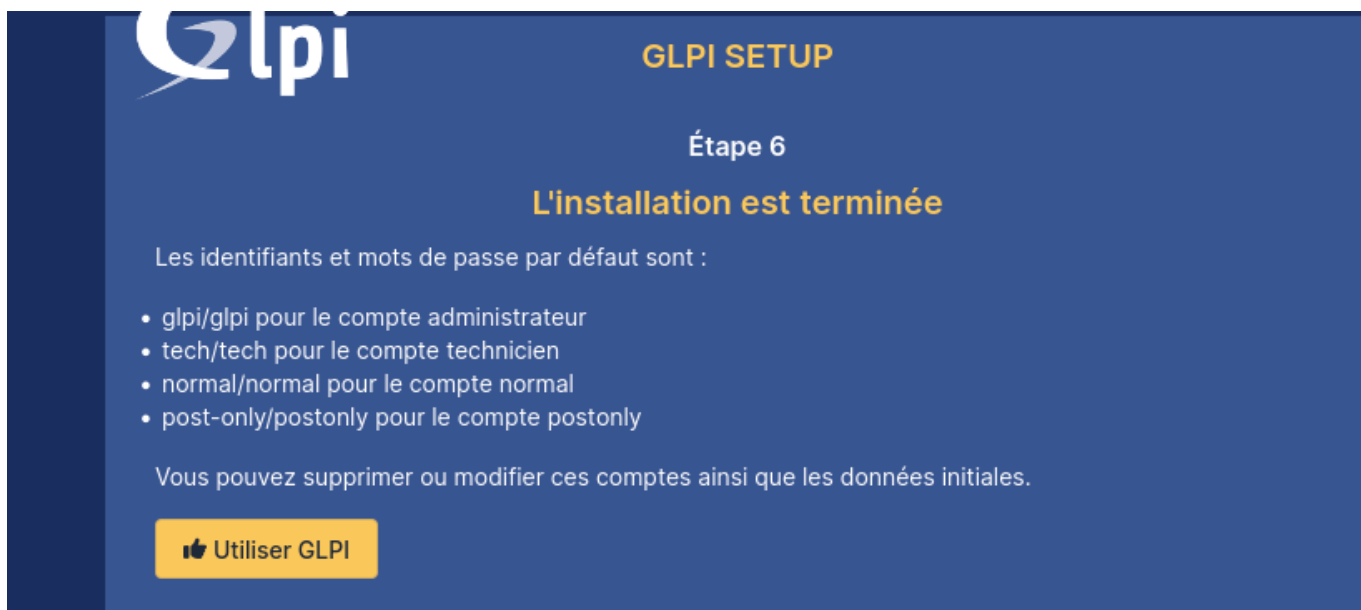 Glpi
GLPI SETUP
Étape 6
L'installation est terminée
Les identifiants et mots de passe par défaut sont :
• glpi/glpi pour le compte administrateur
• tech/tech pour le compte technicien
• normal/normal pour le compte normal
• post-only/postonly pour le compte postonly
Vous pouvez supprimer ou modifier ces comptes ainsi que les données initiales.
Utiliser GLPI